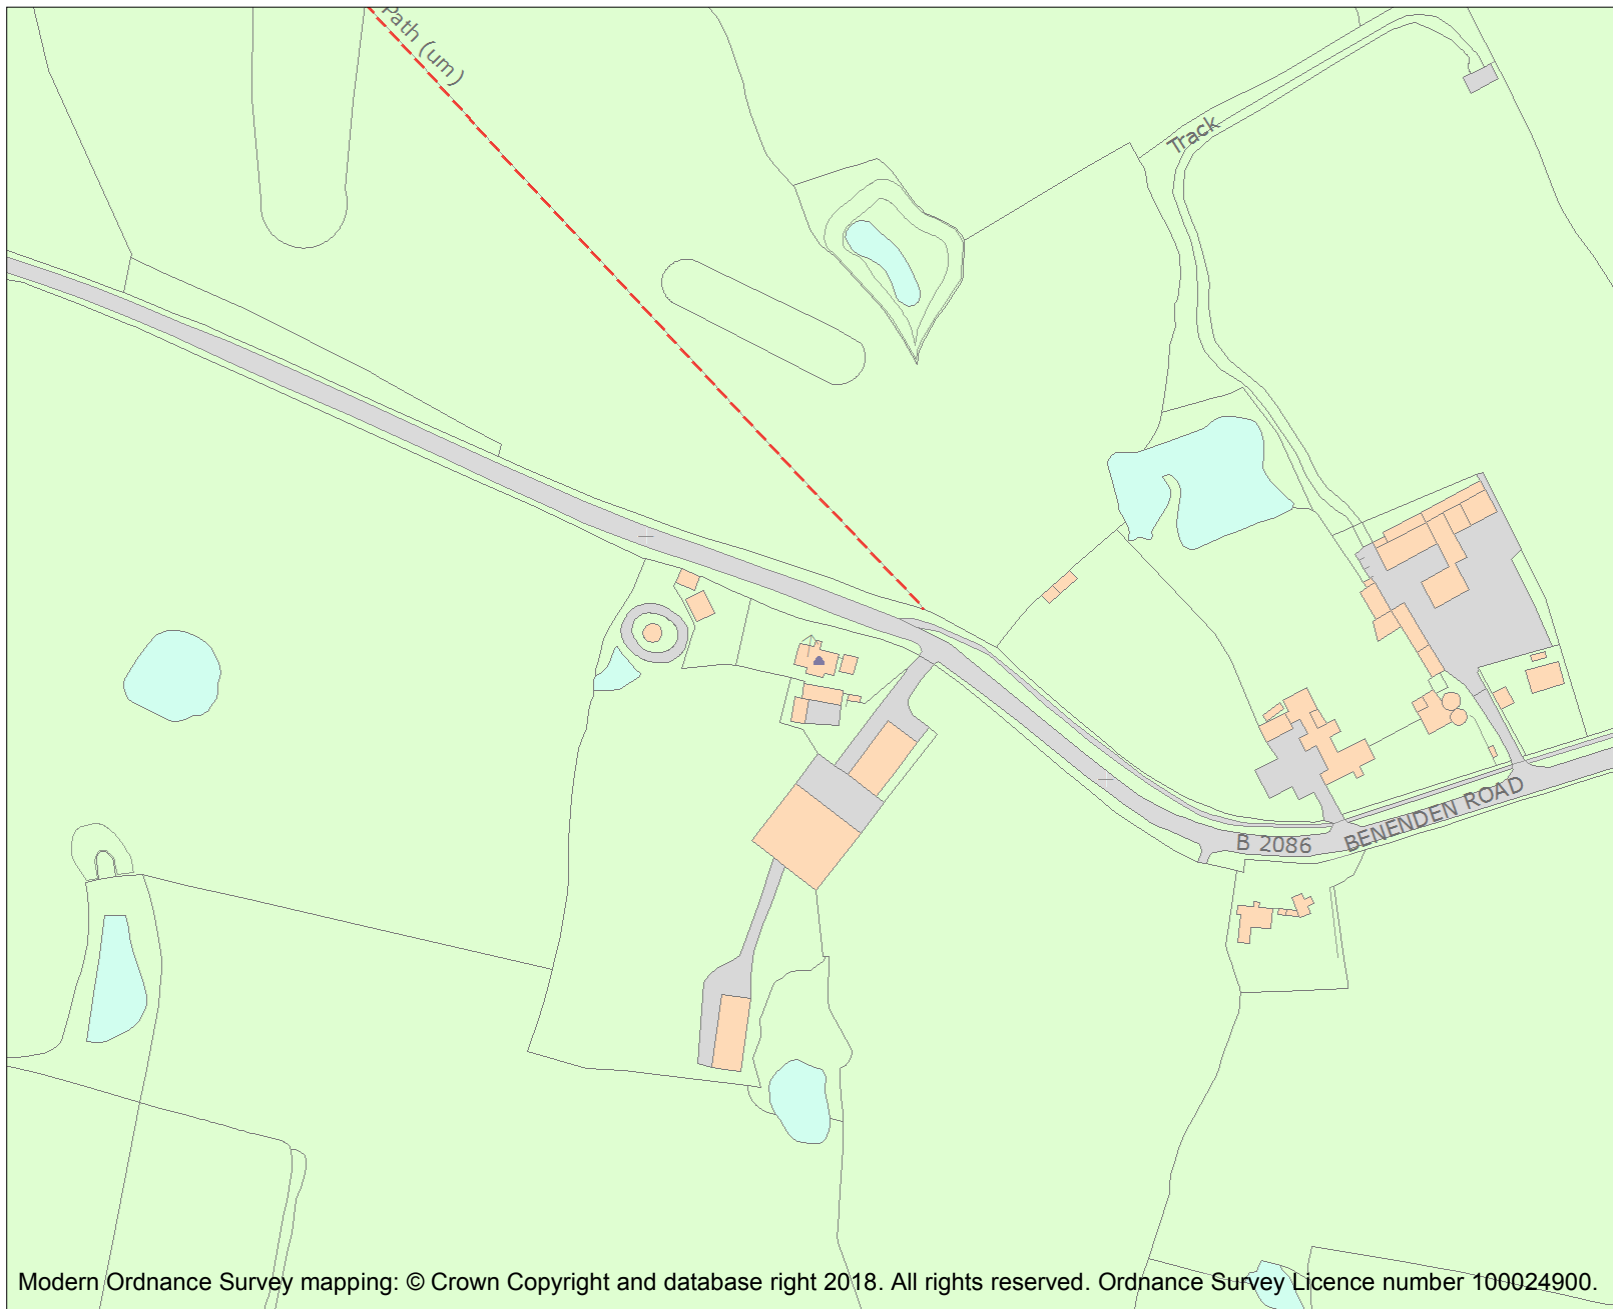 Path (um)
Track
B 2086
BENENDEN ROAD
Modern Ordnance Survey mapping: © Crown Copyright and database right 2018. All rights reserved. Ordnance Survey Licence number 100024900.